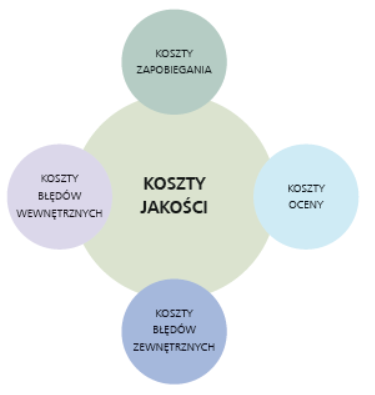 KOSZTY
ZAPOBIEGANIA
KOSZTY
JAKOŚCI
KOSZTY
BŁĘDÓW
WEWNĘTRZNYCH
KOSZTY
OCENY
KOSZTY
BŁĘDÓW
ZEWNĘTRZNYCH